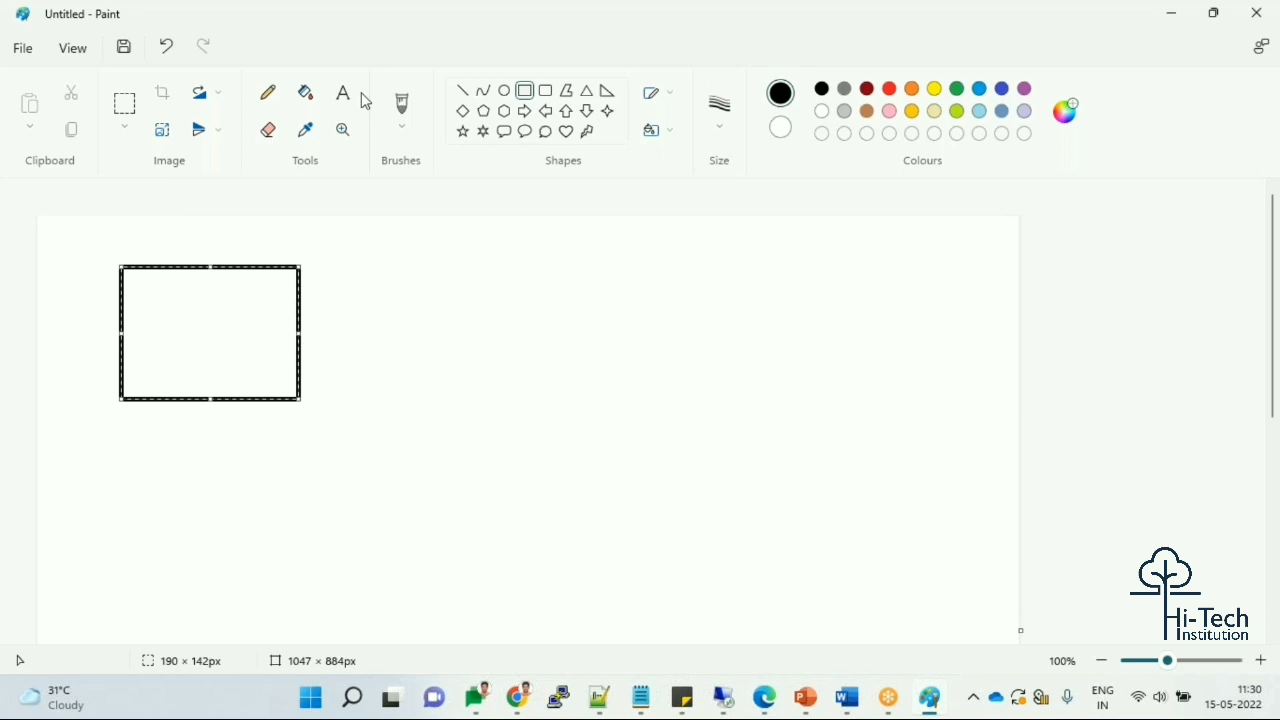 Untitled - Paint
File View
A
Clipboard Image Tools Brushes Shapes Size Colours
Hi-Tech
Institution
190 × 142px 1047 × 884px 100%
31°C
Cloudy
ENG
IN
11:30
15-05-2022